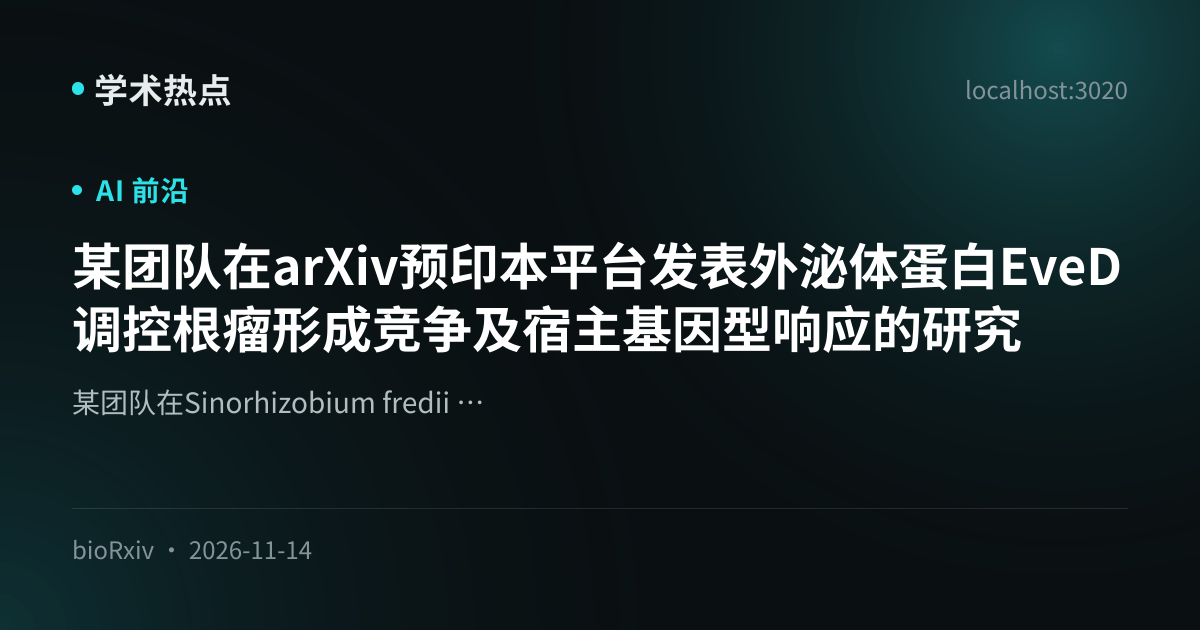 学术热点
localhost:3020
AI 前沿
某团队在arXiv预印本平台发表外泌体蛋白EveD
调控根瘤形成竞争及宿主基因型响应的研究
某团队在Sinorhizobium fredii …
bioRxiv · 2026-11-14